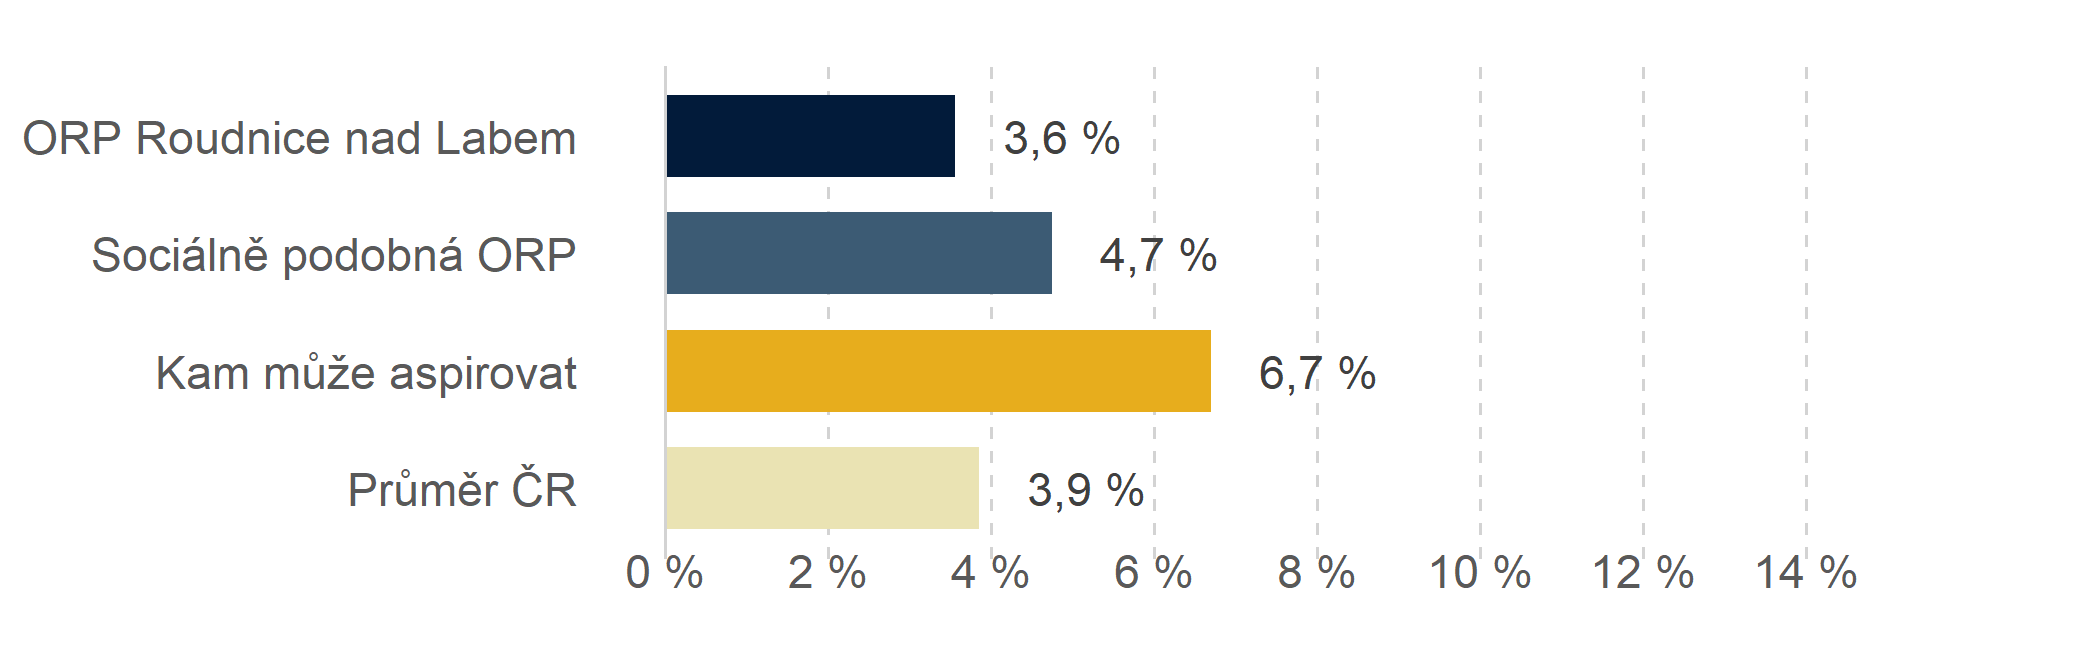 ORP Roudnice nad Labem 3,6 %
Sociálně podobná ORP 4,7 %
Kam může aspirovat 6,7 %
Průměr ČR 3,9 %
0 % 2 % 4 % 6 % 8 % 10 % 12 % 14 %